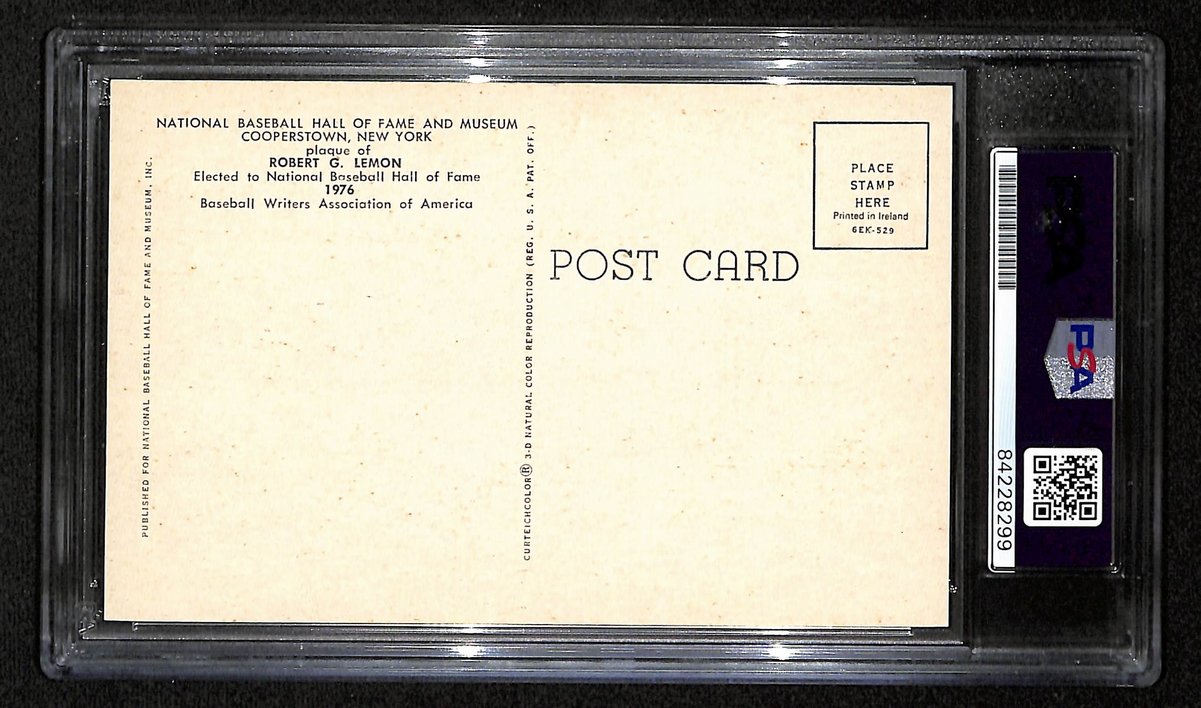 NATIONAL BASEBALL HALL OF FAME AND MUSEUM
COOPERSTOWN, NEW YORK
plaque of
ROBERT G. LEMON
Elected to National Baseball Hall of Fame
1976
Baseball Writers Association of America
PUBLISHED FOR NATIONAL BASEBALL HALL OF FAME AND MUSEUM, INC.
CURTEICHCOLOR® 3-D NATURAL COLOR REPRODUCTION (REG. U. S. A. PAT. OFF.)
POST CARD
PLACE
STAMP
HERE
Printed in Ireland
6EK-529
PSA
PSA
84228299